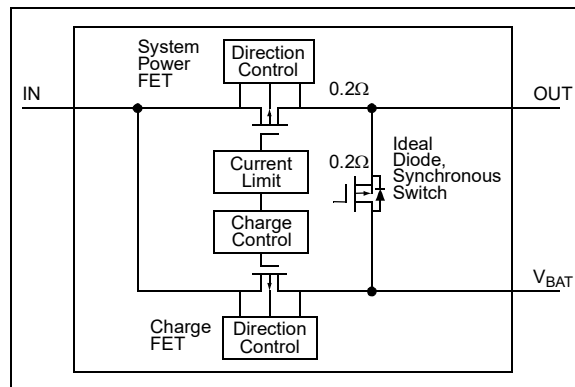 System
Power
FET
Direction
Control
0.2Ω
IN
OUT
Current
Limit
0.2Ω
Ideal
Diode,
Synchronous
Switch
Charge
Control
VBAT
Charge
FET
Direction
Control